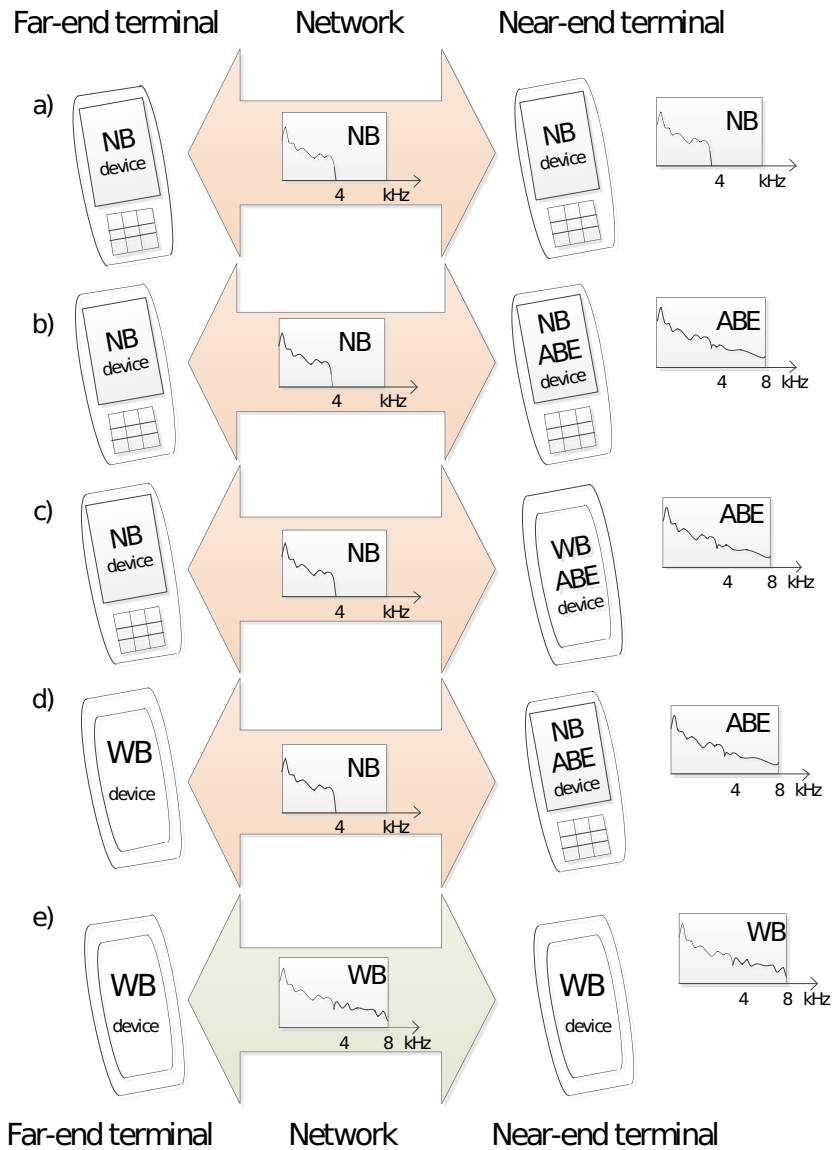 Far-end terminal Network Near-end terminal
a)
NB
device
NB
4 kHz
NB
device
NB
4 kHz
b)
NB
device
NB
4 kHz
NB
ABE
device
ABE
4 8 kHz
c)
NB
device
NB
4 kHz
WB
ABE
device
ABE
4 8 kHz
d)
WB
device
NB
4 kHz
NB
ABE
device
ABE
4 8 kHz
e)
WB
device
WB
4 8 kHz
WB
device
WB
4 8 kHz
Far-end terminal Network Near-end terminal